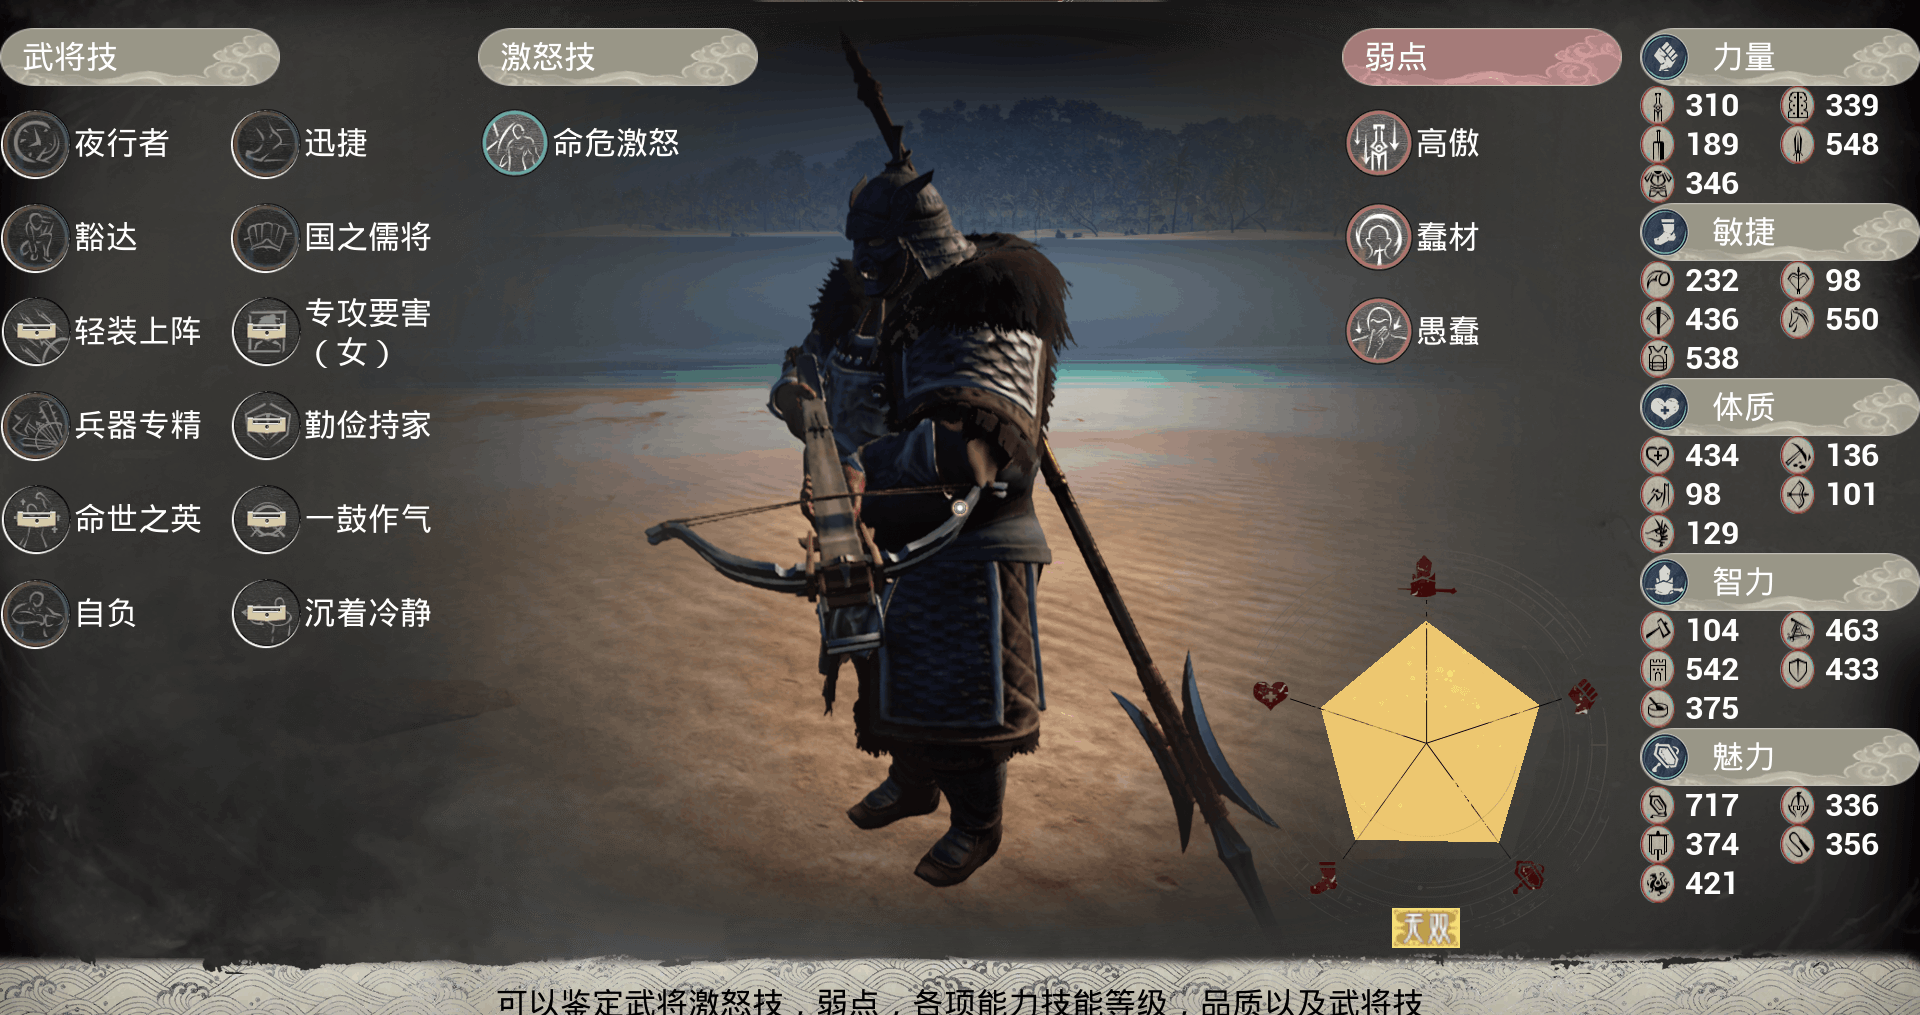 武将技
夜行者
迅捷
豁达
国之儒将
轻装上阵
专攻要害
（女）
兵器专精
勤俭持家
命世之英
一鼓作气
自负
沉着冷静
激怒技
命危激怒
弱点
高傲
蠢材
愚蠢
力量
310 339
189 548
346
敏捷
232 98
436 550
538
体质
434 136
98 101
129
智力
104 463
542 433
375
魅力
717 336
374 356
421
无双
可以鉴定武将激怒技，弱点，各项能力技能等级，品质以及武将技